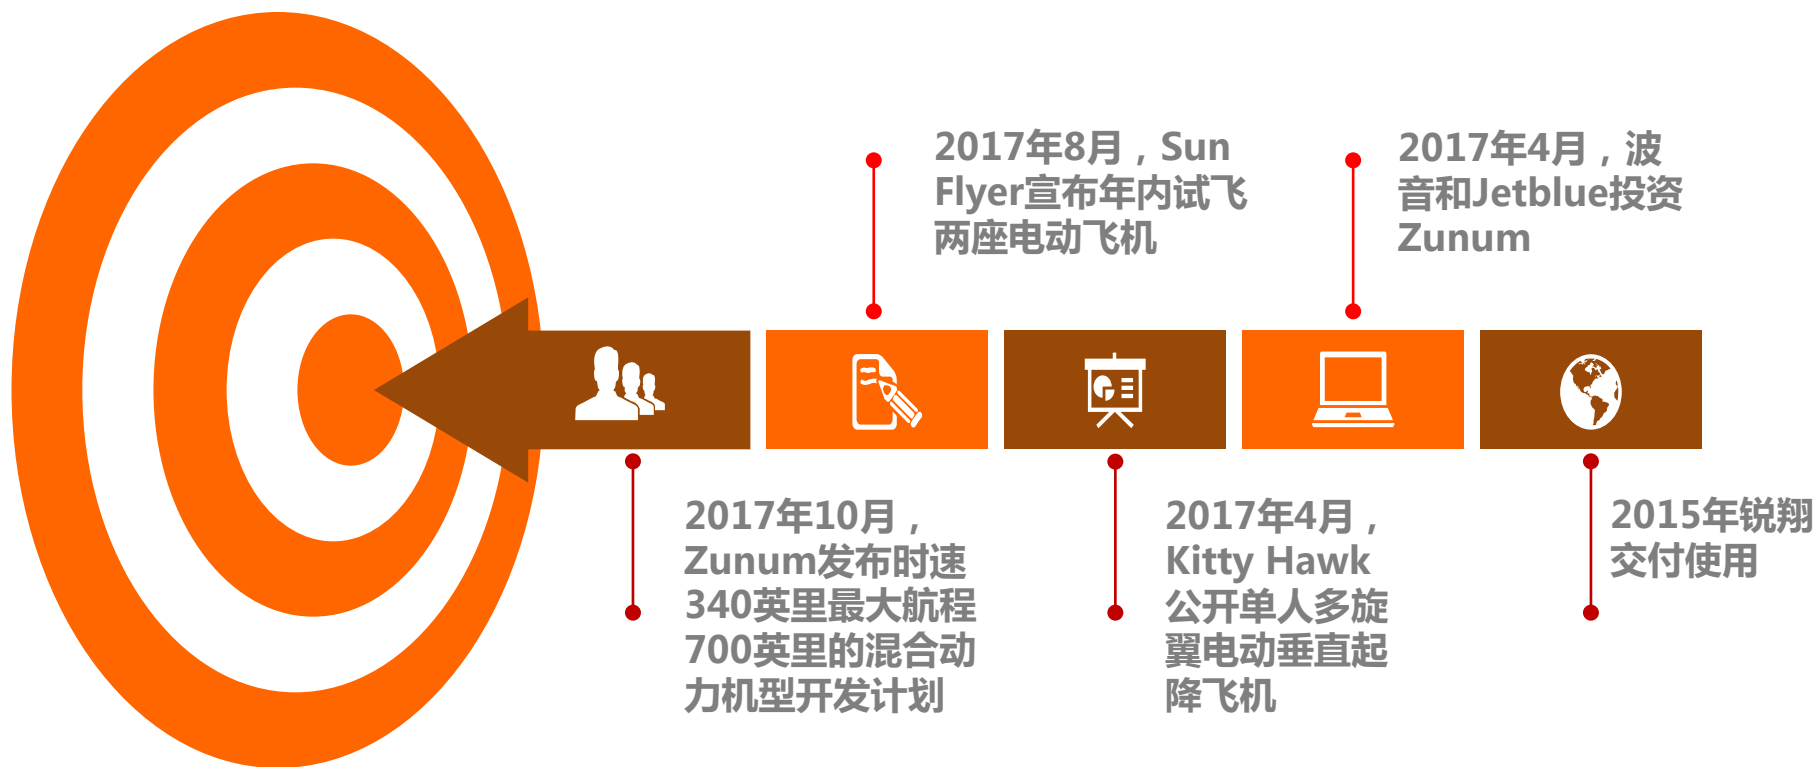 2017年8月，Sun
Flyer宣布年内试飞
两座电动飞机
2017年4月，波
音和Jetblue投资
Zunum
2017年10月，
Zunum发布时速
340英里最大航程
700英里的混合动
力机型开发计划
2017年4月，
Kitty Hawk
公开单人多旋
翼电动垂直起
降飞机
2015年锐翔
交付使用